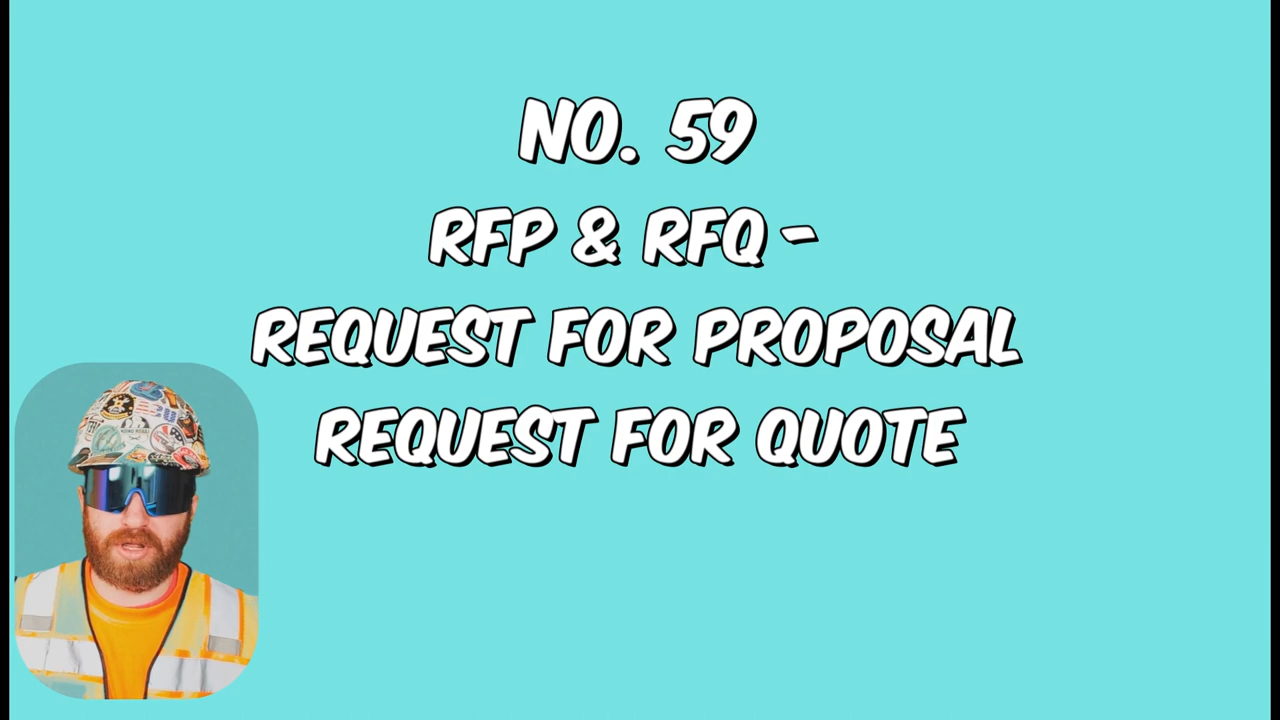 NO. 59
RFP & RFQ -
REQUEST FOR PROPOSAL
REQUEST FOR QUOTE